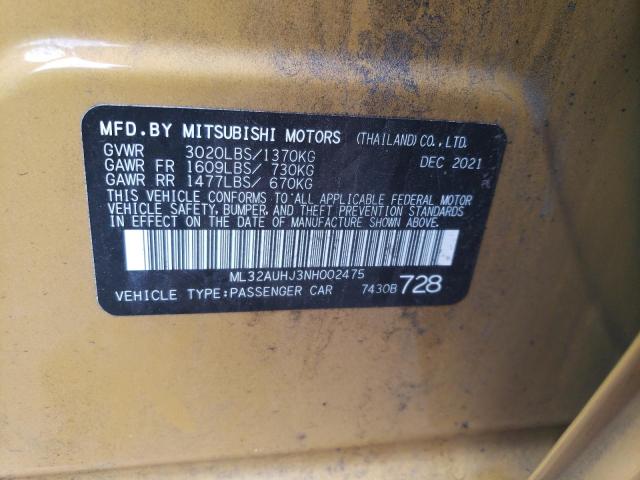 MFD.BY MITSUBISHI MOTORS (THAILAND)CO.,LTD.
GVWR 3020LBS/1370KG DEC 2021
GAWR FR 1609LBS/ 730KG
GAWR RR 1477LBS/ 670KG
THIS VEHICLE CONFORMS TO ALL APPLICABLE FEDERAL MOTOR
VEHICLE SAFETY, BUMPER, AND THEFT PREVENTION STANDARDS
IN EFFECT ON THE DATE OF MANUFACTURE SHOWN ABOVE.
ML32AUHJ3NH002475
VEHICLE TYPE:PASSENGER CAR 7430B 728